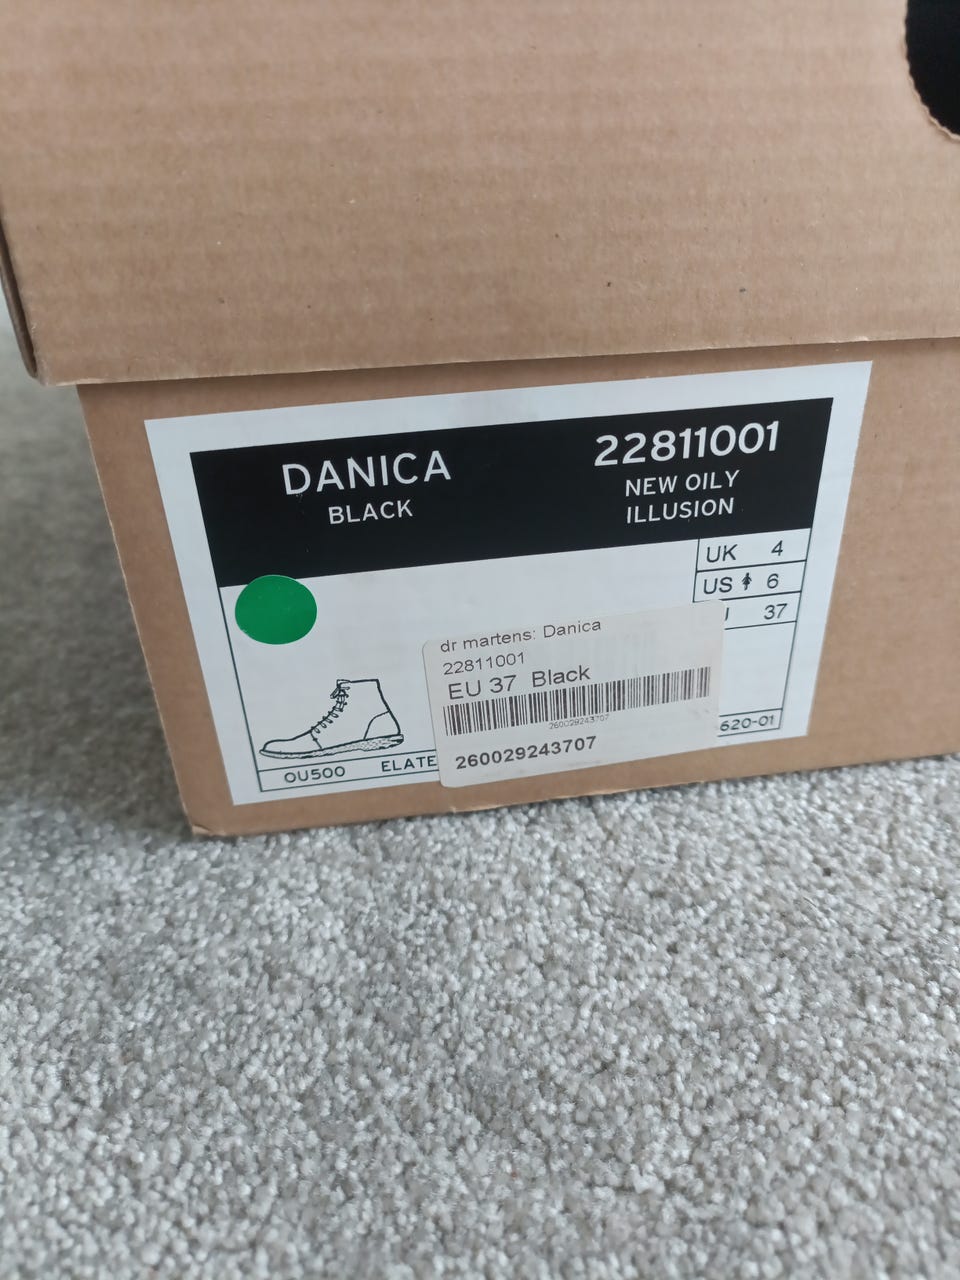 DANICA
BLACK
22811001
NEW OILY
ILLUSION
UK 4
US 6
37
dr martens: Danica
22811001
EU 37 Black
260029243707
260029243707
620-01
OU500 ELATE